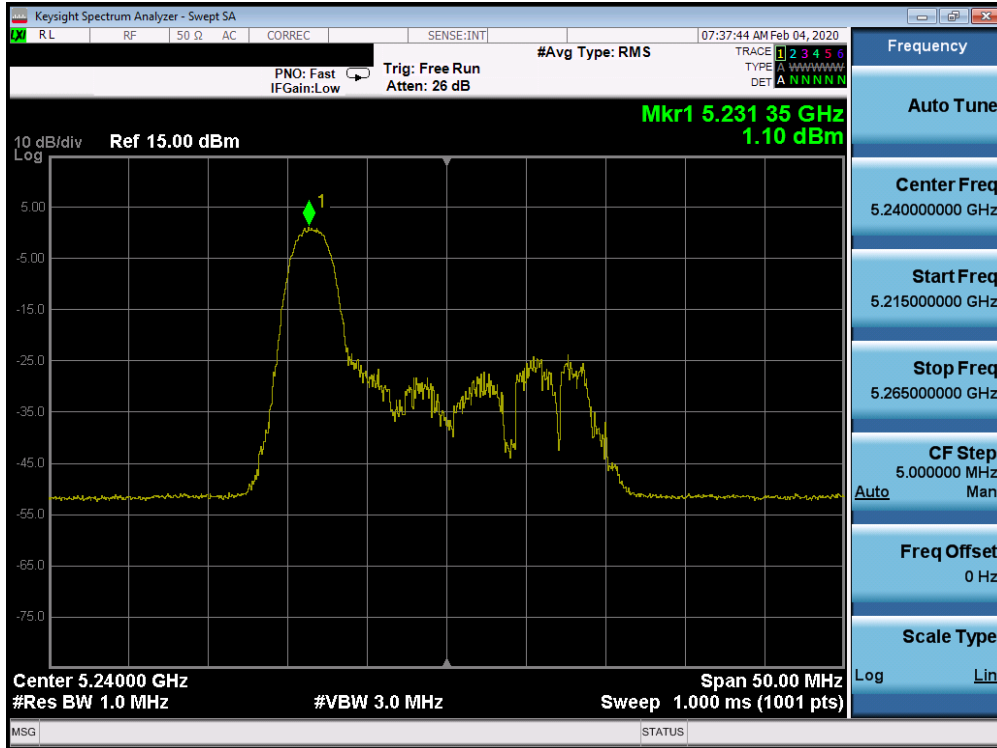 Keysight Spectrum Analyzer - Swept SA
LXI RL RF 50 Ω AC CORREC SENSE:INT 07:37:44 AM Feb 04, 2020
#Avg Type: RMS TRACE 1 2 3 4 5 6
PNO: Fast Trig: Free Run TYPE A WWWWW
IFGain:Low Atten: 26 dB DET A N N N N N
Mkr1 5.231 35 GHz
10 dB/div Ref 15.00 dBm 1.10 dBm
Log
1
5.00
-5.00
-15.0
-25.0
-35.0
-45.0
-55.0
-65.0
-75.0
Center 5.24000 GHz Span 50.00 MHz
#Res BW 1.0 MHz #VBW 3.0 MHz Sweep 1.000 ms (1001 pts)
MSG STATUS
Frequency
Auto Tune
Center Freq
5.240000000 GHz
Start Freq
5.215000000 GHz
Stop Freq
5.265000000 GHz
CF Step
5.000000 MHz
Auto Man
Freq Offset
0 Hz
Scale Type
Log Lin